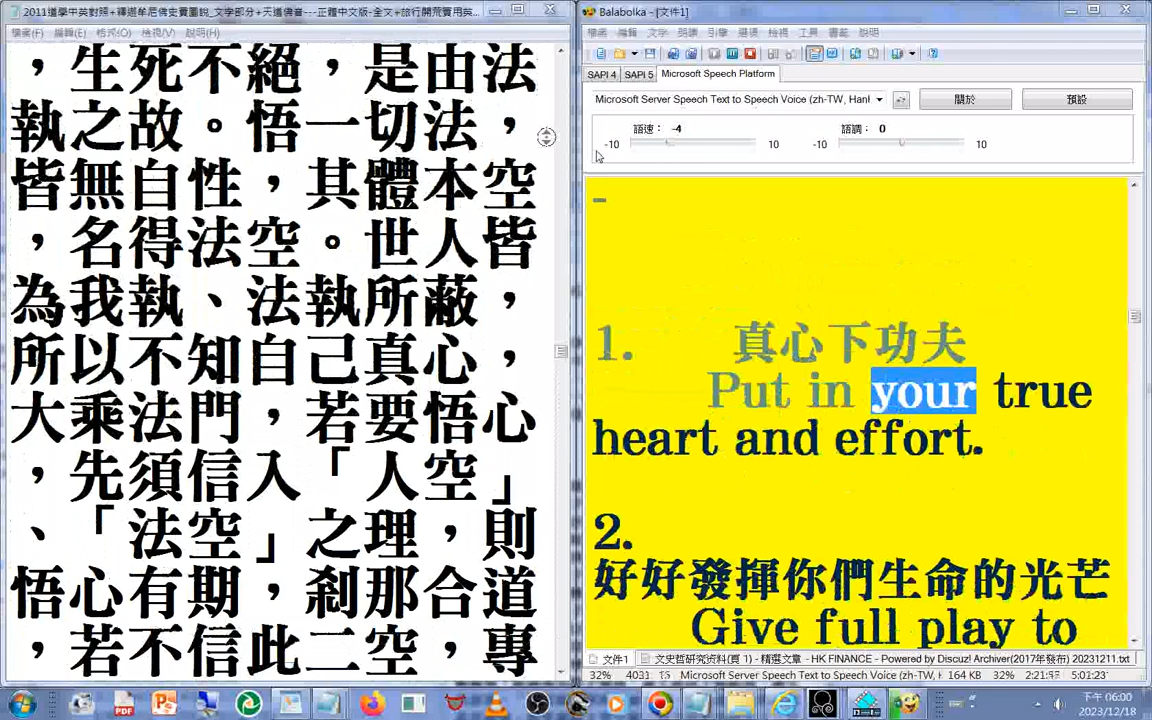 2011道學中英對照+釋迦牟尼佛史實圖說_文字部分+天道佛音---正體中文版-全文+旅行開荒實用英...
檔案(F) 編輯(E) 格式(O) 檢視(V) 說明(H)
，生死不絕，是由法
執之故。悟一切法，
皆無自性，其體本空
，名得法空。世人皆
為我執、法執所蔽，
所以不知自己真心，
大乘法門，若要悟心
，先須信入「人空」
、「法空」之理，則
悟心有期，剎那合道
，若不信此二空，專
Balabolka - [文件1]
檔案 編輯 文字 朗讀 引擎 選項 檢視 工具 書籤 說明
SAPI 4 SAPI 5 Microsoft Speech Platform
Microsoft Server Speech Text to Speech Voice (zh-TW, Han
關於 預設
語速： -4 語調： 0
-10 10 -10 10
1. 真心下功夫
Put in your true
heart and effort.
2.
好好發揮你們生命的光芒
Give full play to
文件1 文史哲研究资料(頁 1) - 精選文章 - HK FINANCE - Powered by Discuz! Archiver(2017年發布) 20231211.txt
32% Microsoft Server Speech Text to Speech Voice (zh-TW, 164 KB 32% 5:01:23
下午 06:00
2023/12/18